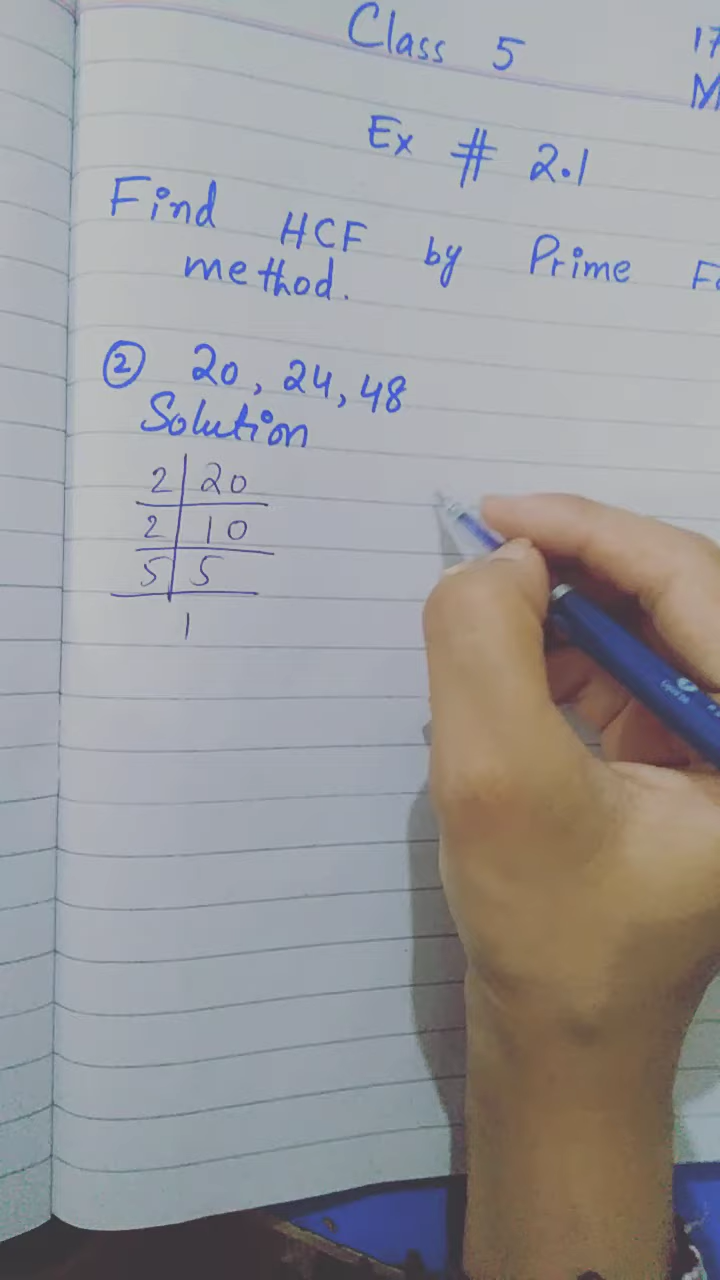 Class 5
17
Ex # 2.1
Find HCF by Prime
method.
② 20, 24, 48
Solution
2 | 20
2 | 10
5 | 5
1